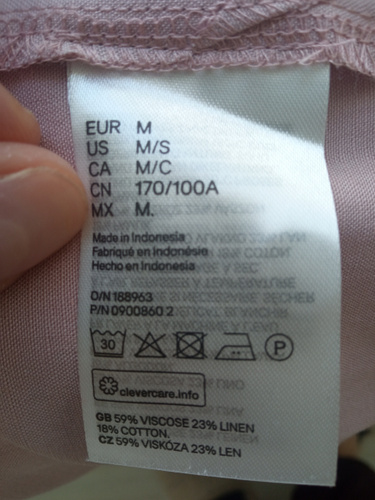 EUR M
US M/S
CA M/C
CN 170/100A
MX M.
Made in Indonesia
Fabriqué en Indonésie
Hecho en Indonesia
O/N 188963
P/N 0900860 2
30 P
clevercare.info
GB 59% VISCOSE 23% LINEN
18% COTTON.
CZ 59% VISKÓZA 23% LEN